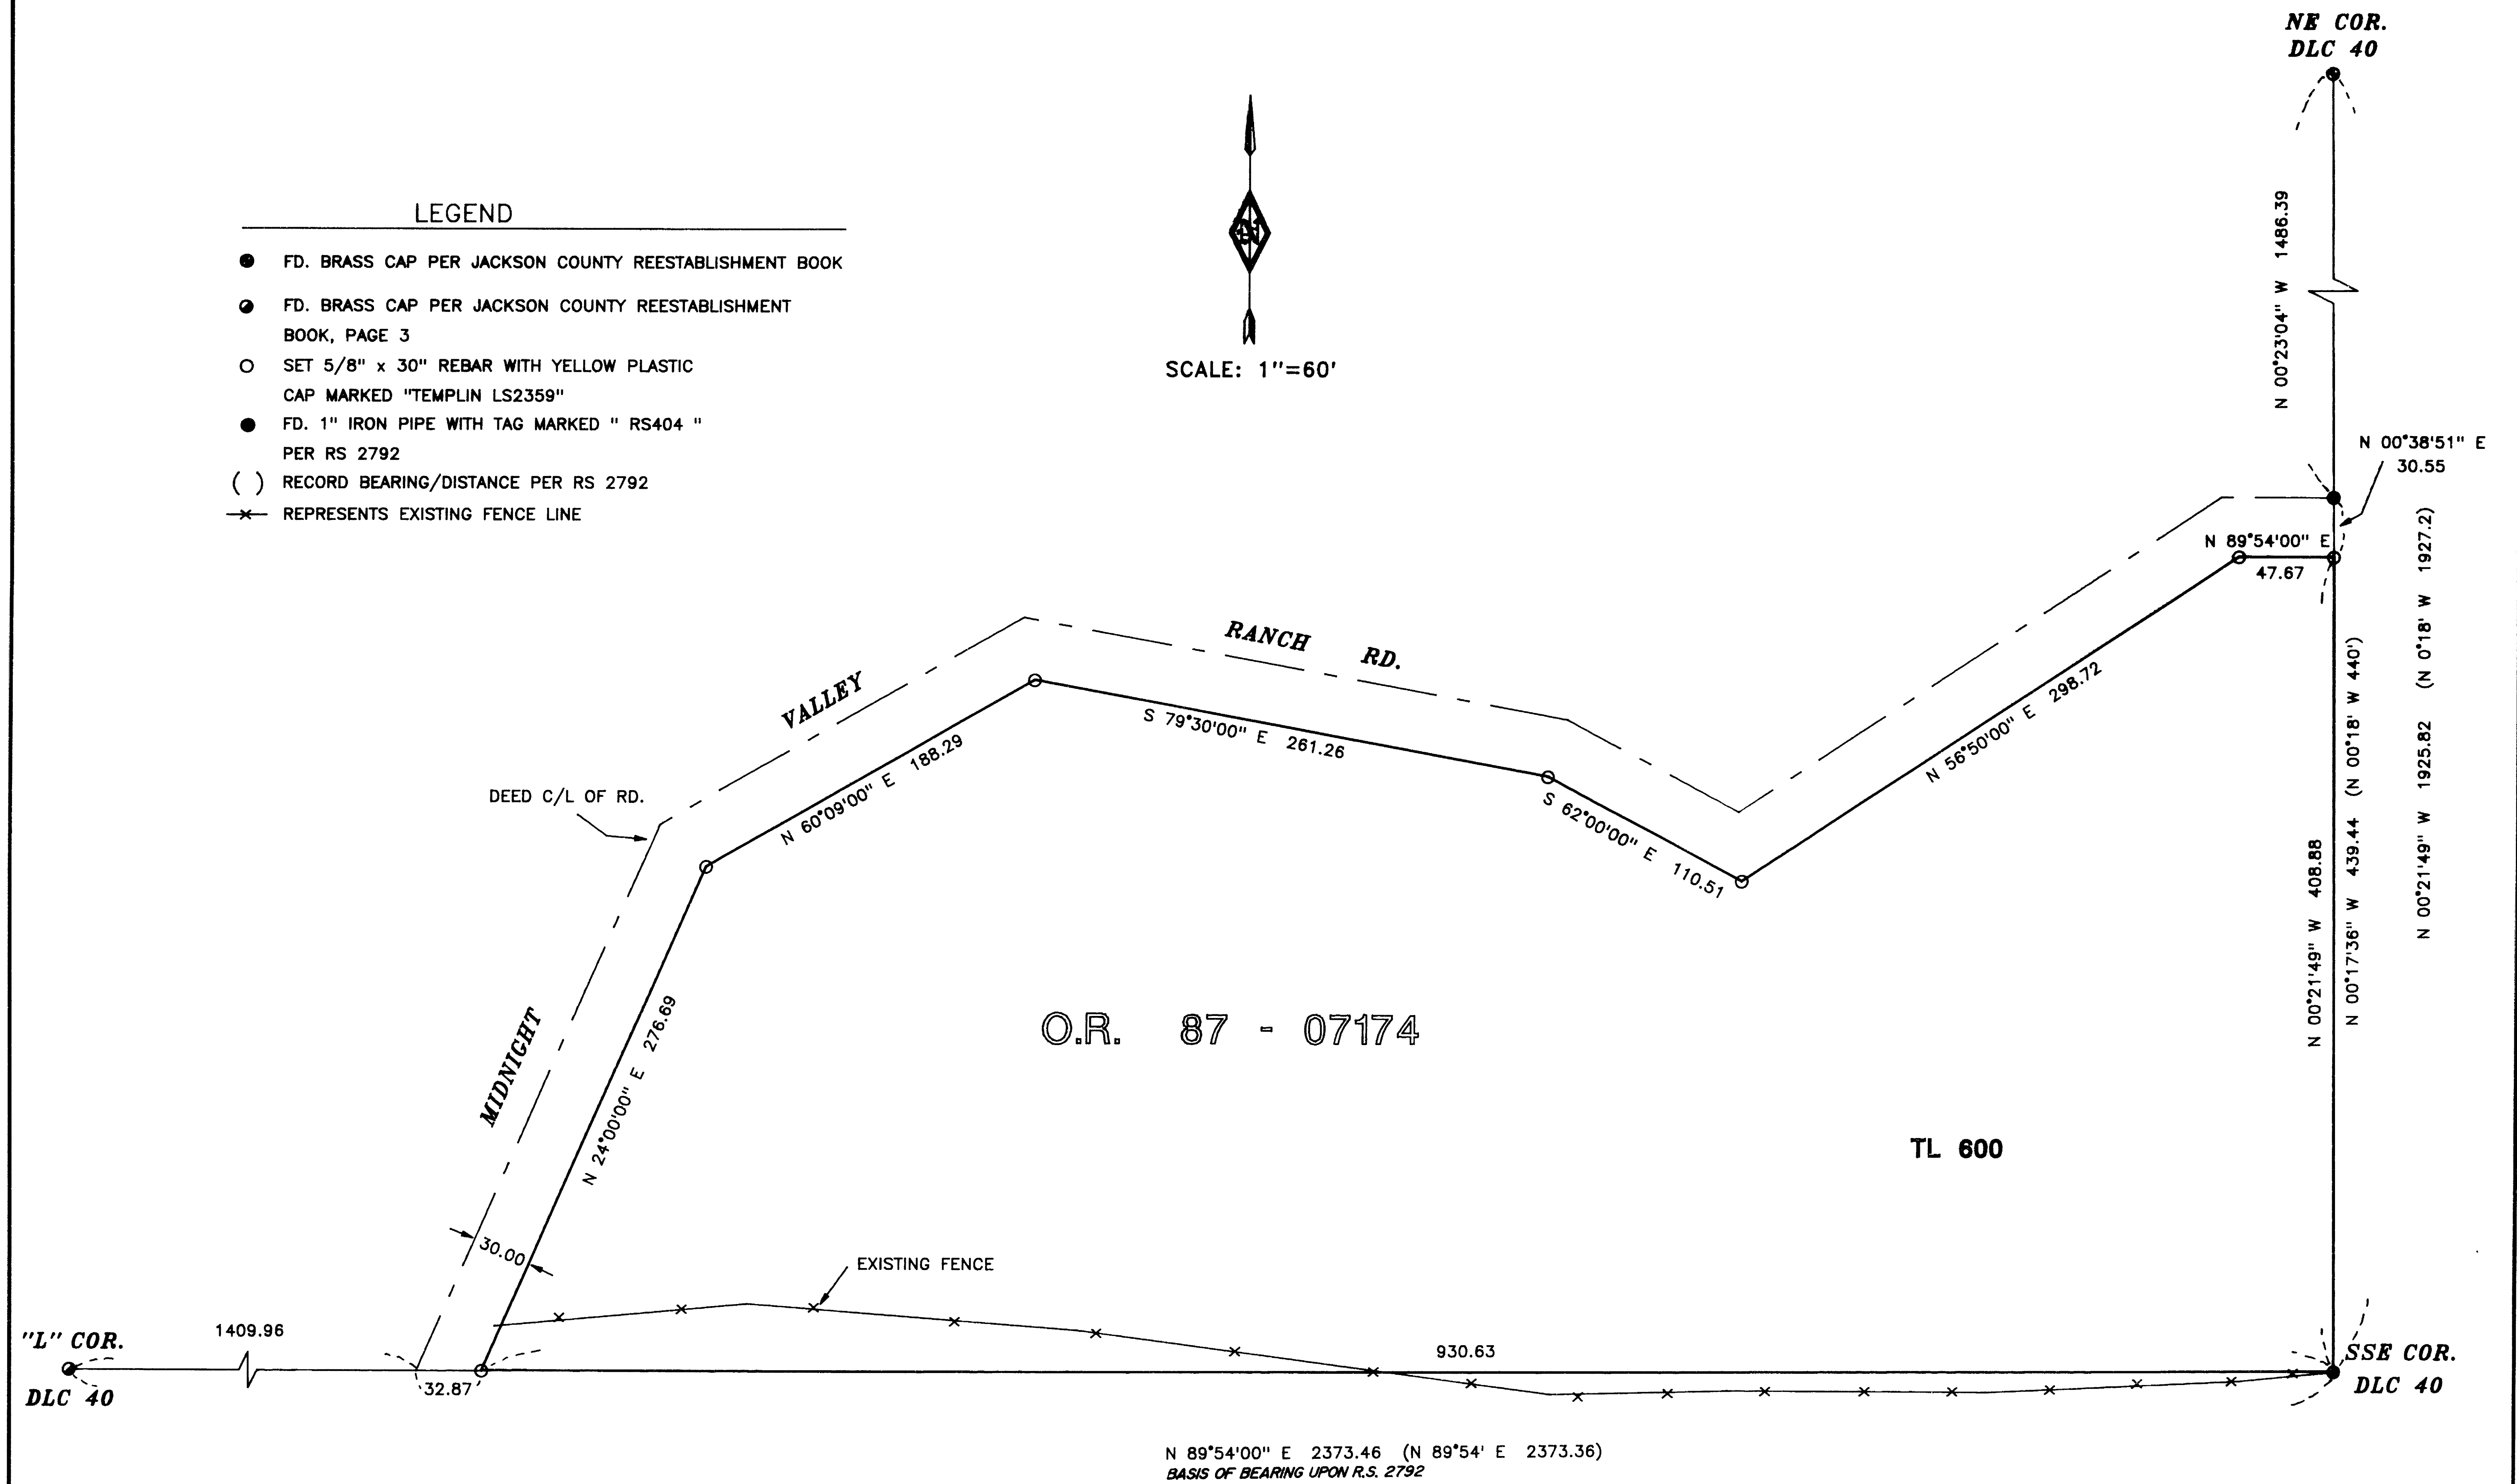 NE COR.
DLC 40
LEGEND
FD. BRASS CAP PER JACKSON COUNTY REESTABLISHMENT BOOK
FD. BRASS CAP PER JACKSON COUNTY REESTABLISHMENT
BOOK, PAGE 3
SET 5/8" x 30" REBAR WITH YELLOW PLASTIC
CAP MARKED "TEMPLIN LS2359"
FD. 1" IRON PIPE WITH TAG MARKED " RS404 "
PER RS 2792
( ) RECORD BEARING/DISTANCE PER RS 2792
REPRESENTS EXISTING FENCE LINE
SCALE: 1"=60'
N 00°23'04" W 1486.39
N 00°38'51" E
30.55
N 89°54'00" E
47.67
N 00°21'49" W 1925.82 (N 0°18' W 1927.2)
N 00°17'36" W 439.44 (N 00°18' W 440')
N 00°21'49" W 408.88
RANCH RD.
VALLEY
MIDNIGHT
DEED C/L OF RD.
N 60°09'00" E 188.29
S 79°30'00" E 261.26
S 62°00'00" E 110.51
N 56°50'00" E 298.72
N 24°00'00" E 276.69
O.R. 87 - 07174
TL 600
30.00
EXISTING FENCE
"L" COR.
DLC 40
1409.96
32.87
930.63
SSE COR.
DLC 40
N 89°54'00" E 2373.46 (N 89°54' E 2373.36)
BASIS OF BEARING UPON R.S. 2792